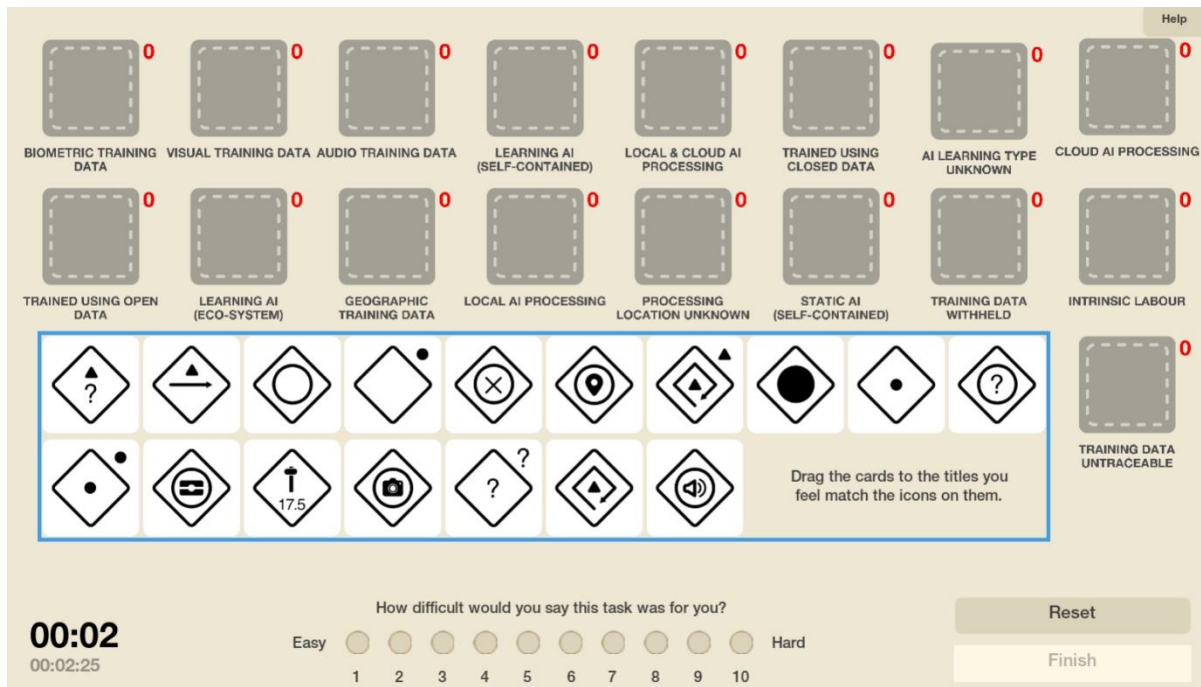 Help
0
0
0
0
0
0
0
0
BIOMETRIC TRAINING
DATA
VISUAL TRAINING DATA
AUDIO TRAINING DATA
LEARNING AI
(SELF-CONTAINED)
LOCAL & CLOUD AI
PROCESSING
TRAINED USING
CLOSED DATA
AI LEARNING TYPE
UNKNOWN
CLOUD AI PROCESSING
0
0
0
0
0
0
0
0
TRAINED USING OPEN
DATA
LEARNING AI
(ECO-SYSTEM)
GEOGRAPHIC
TRAINING DATA
LOCAL AI PROCESSING
PROCESSING
LOCATION UNKNOWN
STATIC AI
(SELF-CONTAINED)
TRAINING DATA
WITHHELD
INTRINSIC LABOUR
?
?
0
TRAINING DATA
UNTRACEABLE
17.5
?
?
Drag the cards to the titles you
feel match the icons on them.
How difficult would you say this task was for you?
Easy
Hard
1 2 3 4 5 6 7 8 9 10
00:02
00:02:25
Reset
Finish